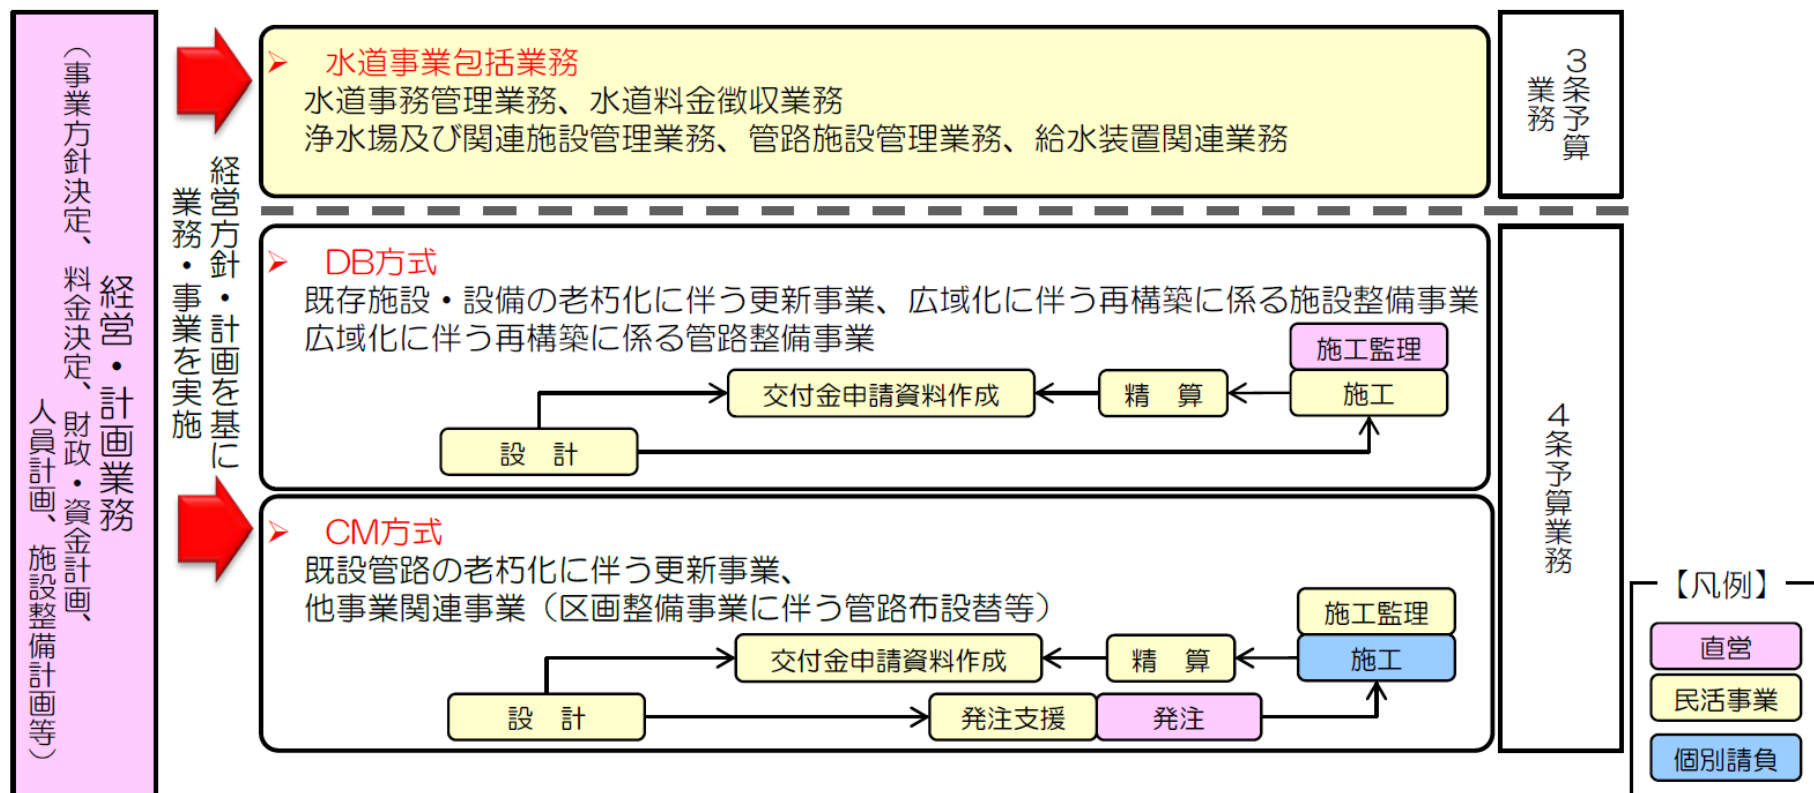 経営・計画業務
（事業方針決定、料金決定、財政・資金計画、
人員計画、施設整備計画等）
経営方針・計画を基に
業務・事業を実施
➢ 水道事業包括業務
水道事務管理業務、水道料金徴収業務
浄水場及び関連施設管理業務、管路施設管理業務、給水装置関連業務
３条予算
業務
➢ DB方式
既存施設・設備の老朽化に伴う更新事業、広域化に伴う再構築に係る施設整備事業
広域化に伴う再構築に係る管路整備事業
施工監理
交付金申請資料作成
精　算
施工
設　計
４条予算業務
➢ CM方式
既設管路の老朽化に伴う更新事業、
他事業関連事業（区画整備事業に伴う管路布設替等）
施工監理
交付金申請資料作成
精　算
施工
設　計
発注支援
発注
【凡例】
直営
民活事業
個別請負